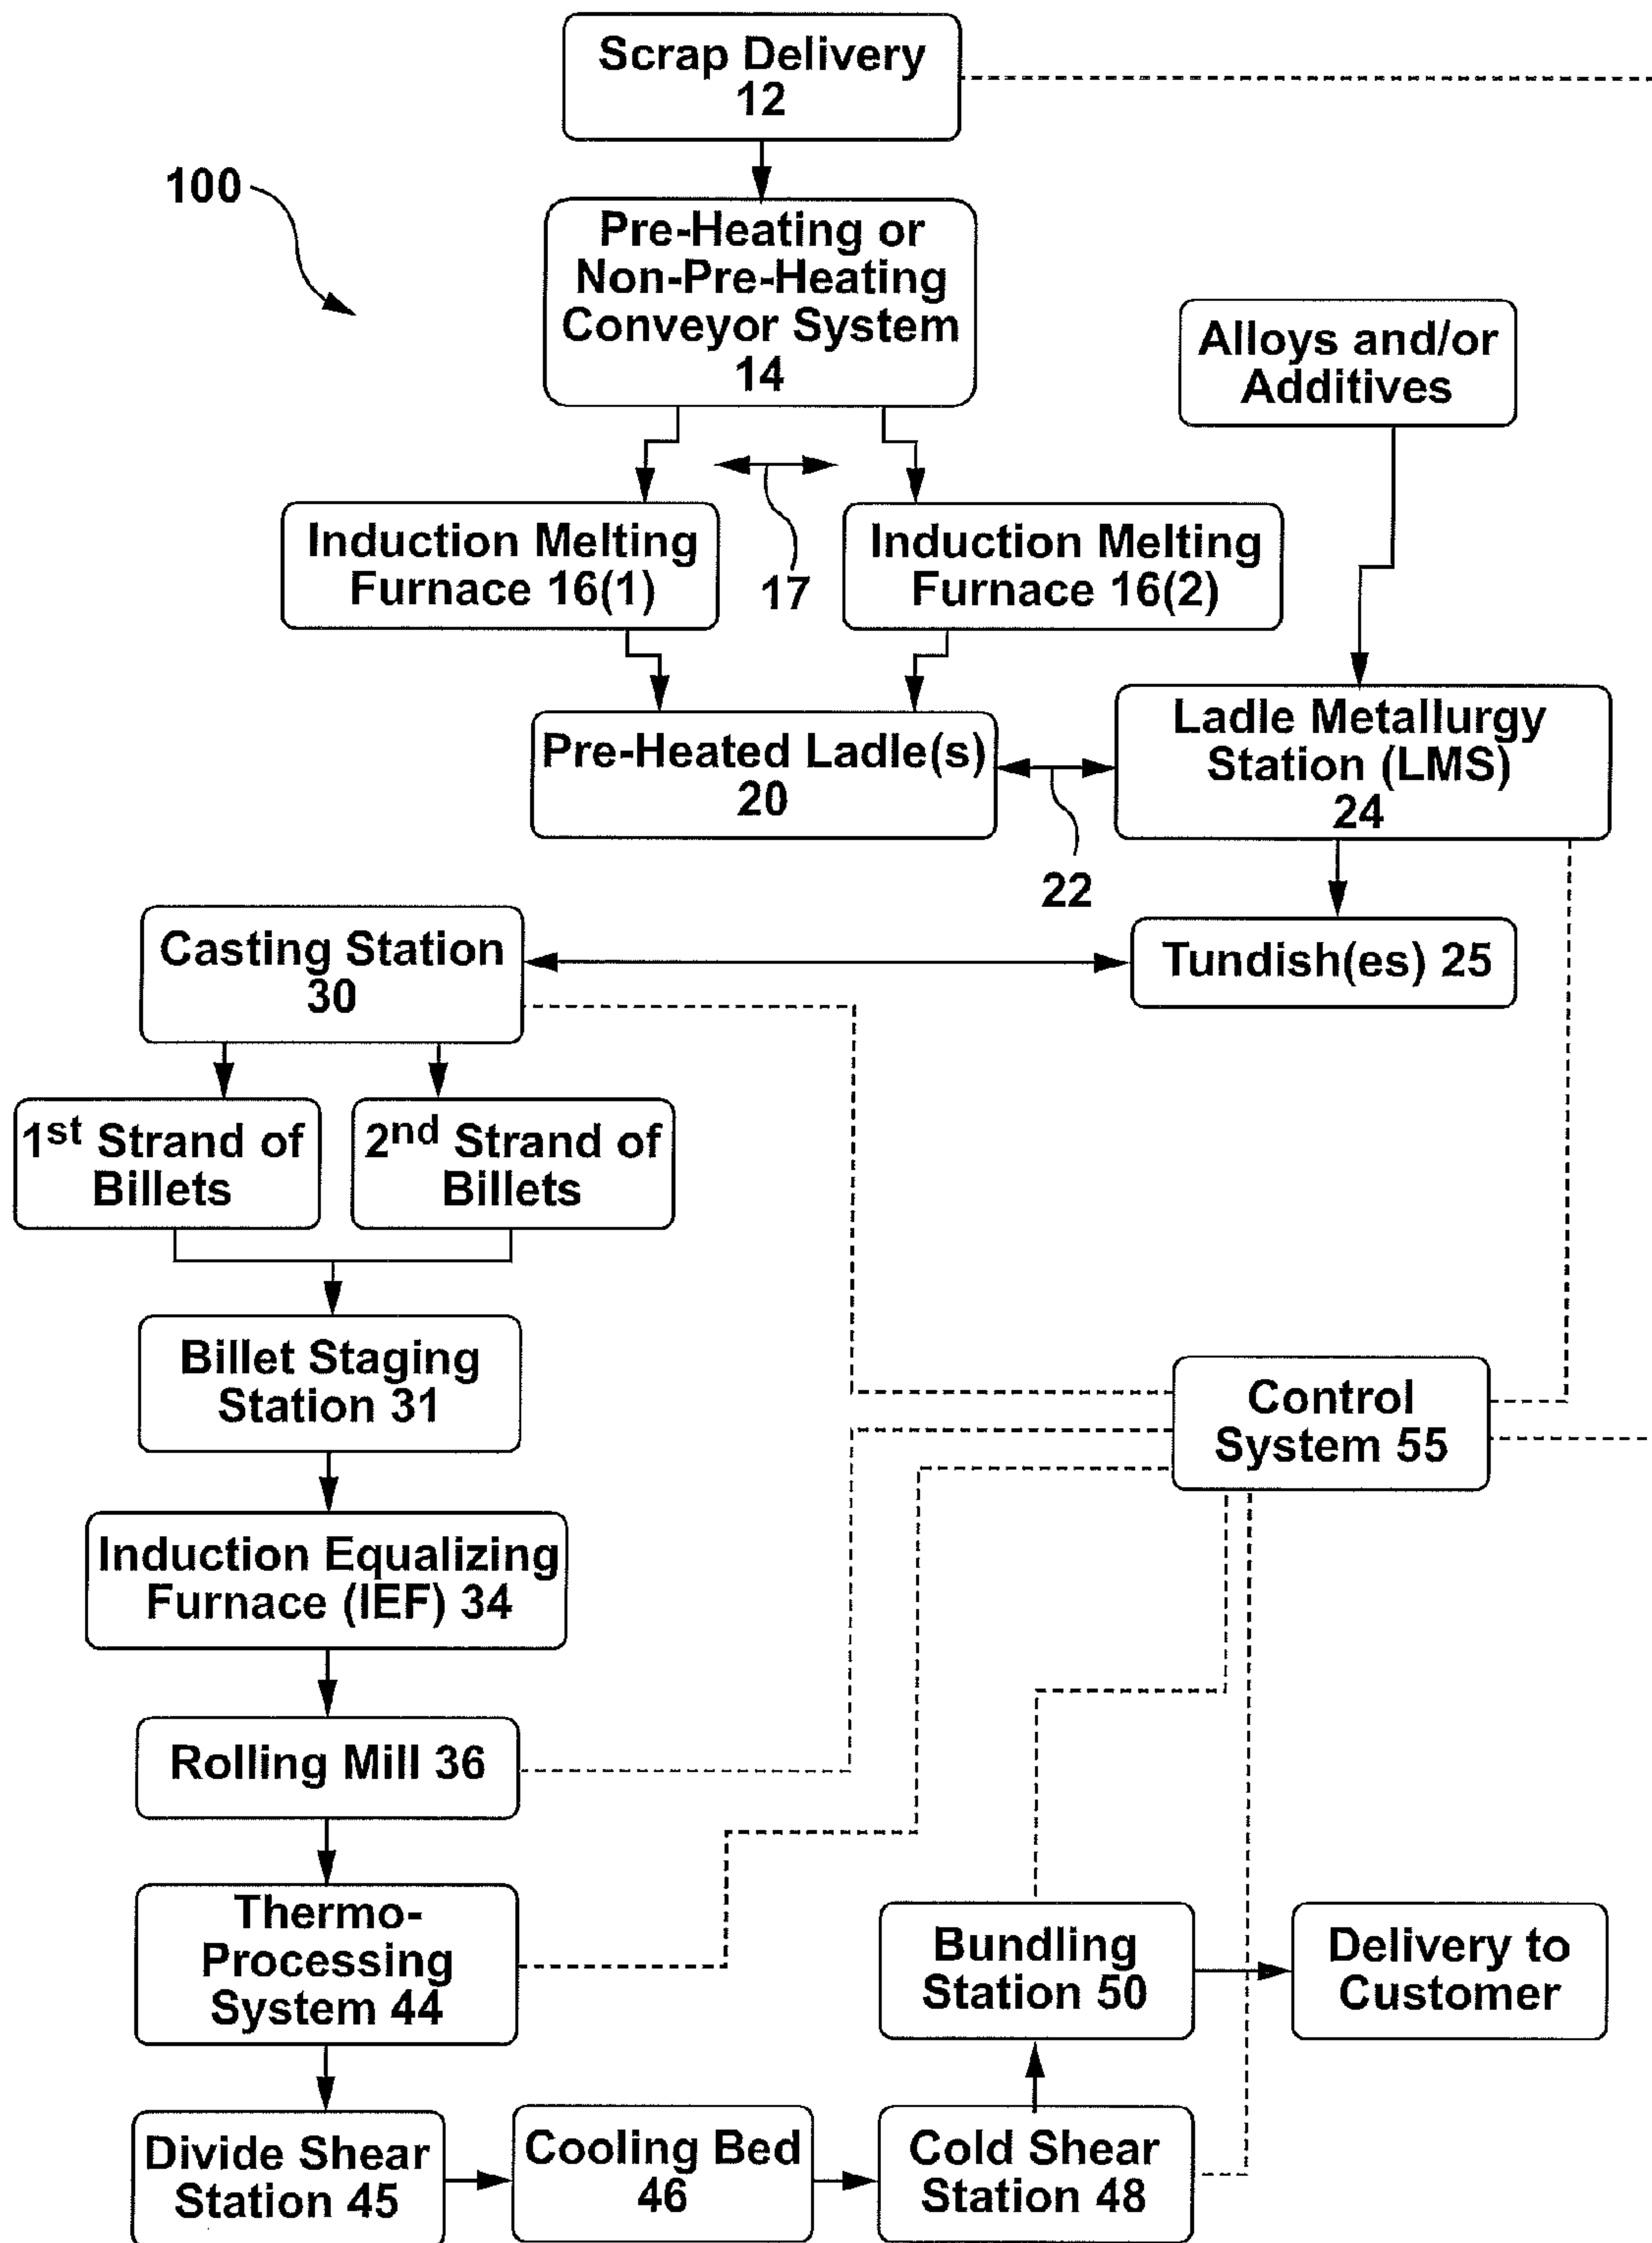 Scrap Delivery
12
100
Pre-Heating or
Non-Pre-Heating
Conveyor System
14
Alloys and/or
Additives
Induction Melting
Furnace 16(1)
17
Induction Melting
Furnace 16(2)
Pre-Heated Ladle(s)
20
22
Ladle Metallurgy
Station (LMS)
24
Casting Station
30
Tundish(es) 25
1st Strand of
Billets
2nd Strand of
Billets
Billet Staging
Station 31
Control
System 55
Induction Equalizing
Furnace (IEF) 34
Rolling Mill 36
Thermo-
Processing
System 44
Bundling
Station 50
Delivery to
Customer
Divide Shear
Station 45
Cooling Bed
46
Cold Shear
Station 48